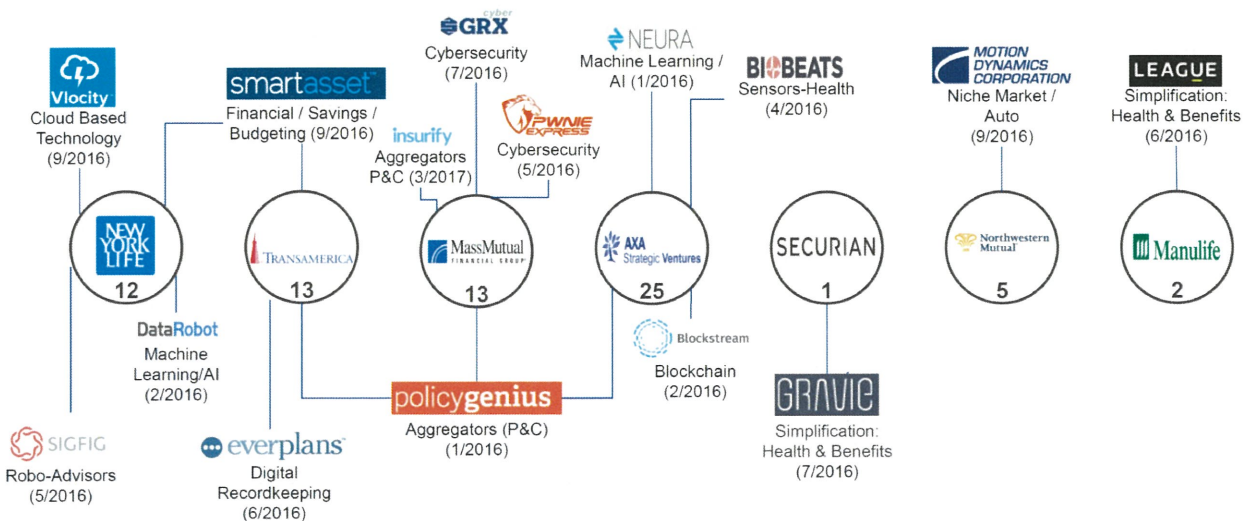 Vlocity
Cloud Based
Technology
(9/2016)
smartasset™
Financial / Savings /
Budgeting (9/2016)
GRX
cyber
Cybersecurity
(7/2016)
insurify
Aggregators
P&C (3/2017)
PWNIE
EXPRESS
Cybersecurity
(5/2016)
NEURA
Machine Learning /
AI (1/2016)
BIOBEATS
Sensors-Health
(4/2016)
MOTION
DYNAMICS
CORPORATION
Niche Market /
Auto
(9/2016)
LEAGUE
Simplification:
Health & Benefits
(6/2016)
NEW
YORK
LIFE
12
TRANSAMERICA
13
MassMutual
FINANCIAL GROUP
13
AXA
Strategic Ventures
25
SECURIAN
1
Northwestern
Mutual
5
Manulife
2
DataRobot
Machine
Learning/AI
(2/2016)
SIGFIG
Robo-Advisors
(5/2016)
everplans
Digital
Recordkeeping
(6/2016)
policygenius
Aggregators (P&C)
(1/2016)
Blockstream
Blockchain
(2/2016)
GRAVIE
Simplification:
Health & Benefits
(7/2016)